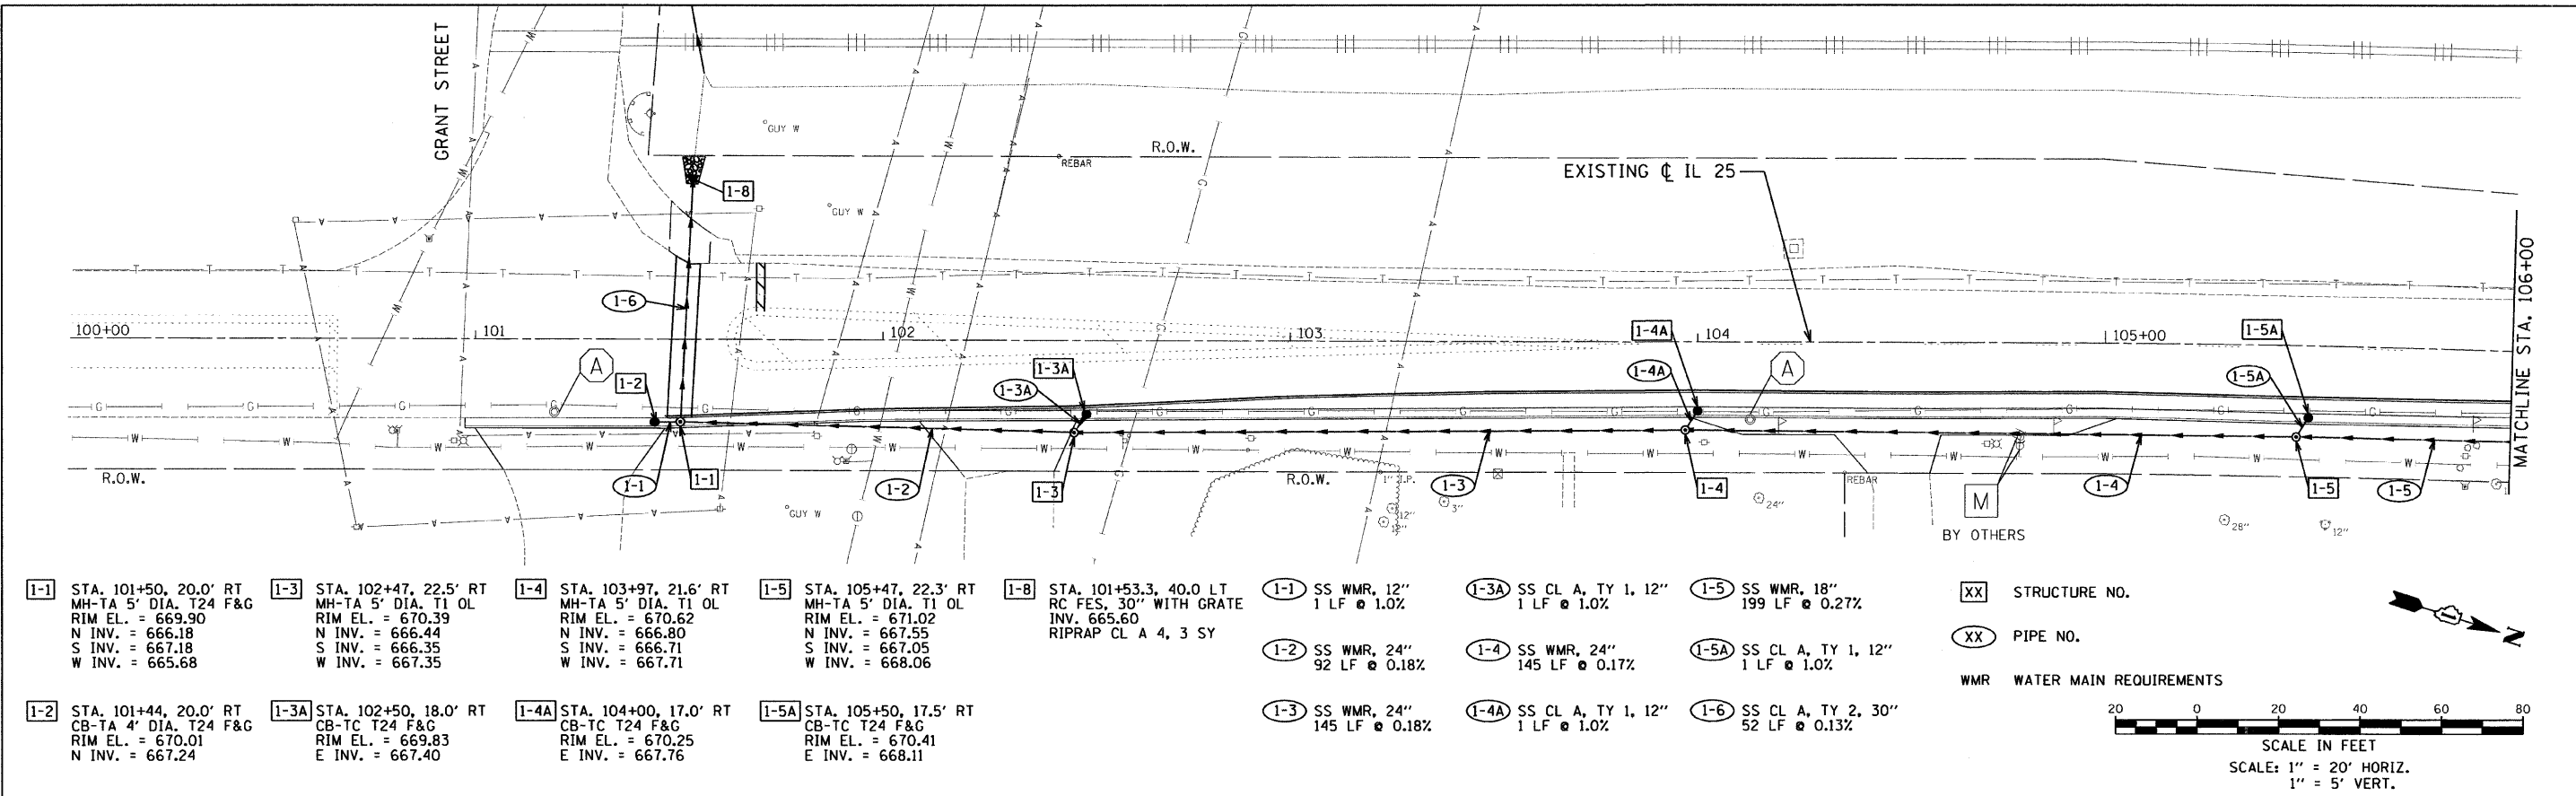 GRANT STREET
GUY W
R.O.W.
REBAR
EXISTING ℄ IL 25
1-8
GUY W
MATCHLINE STA. 106+00
1-6
100+00
101
102
103
104
105+00
1-4A
1-5A
A
1-2
1-3A
1-3A
1-4A
A
1-5A
R.O.W.
1-1
1-1
1-2
1-3
R.O.W.
1-3
1-4
REBAR
M
1-4
1-5
1-5
GUY W
12"
3"
24"
28"
12"
BY OTHERS
1-1 STA. 101+50, 20.0' RT
MH-TA 5' DIA. T24 F&G
RIM EL. = 669.90
N INV. = 666.18
S INV. = 667.18
W INV. = 665.68
1-3 STA. 102+47, 22.5' RT
MH-TA 5' DIA. T1 OL
RIM EL. = 670.39
N INV. = 666.44
S INV. = 666.35
W INV. = 667.35
1-4 STA. 103+97, 21.6' RT
MH-TA 5' DIA. T1 OL
RIM EL. = 670.62
N INV. = 666.80
S INV. = 666.71
W INV. = 667.71
1-5 STA. 105+47, 22.3' RT
MH-TA 5' DIA. T1 OL
RIM EL. = 671.02
N INV. = 667.55
S INV. = 667.05
W INV. = 668.06
1-8 STA. 101+53.3, 40.0 LT
RC FES, 30" WITH GRATE
INV. 665.60
RIPRAP CL A 4, 3 SY
1-1 SS WMR, 12"
1 LF @ 1.0%
1-3A SS CL A, TY 1, 12"
1 LF @ 1.0%
1-5 SS WMR, 18"
199 LF @ 0.27%
XX STRUCTURE NO.
1-2 SS WMR, 24"
92 LF @ 0.18%
1-4 SS WMR, 24"
145 LF @ 0.17%
1-5A SS CL A, TY 1, 12"
1 LF @ 1.0%
XX PIPE NO.
WMR WATER MAIN REQUIREMENTS
N
1-2 STA. 101+44, 20.0' RT
CB-TA 4' DIA. T24 F&G
RIM EL. = 670.01
N INV. = 667.24
1-3A STA. 102+50, 18.0' RT
CB-TC T24 F&G
RIM EL. = 669.83
E INV. = 667.40
1-4A STA. 104+00, 17.0' RT
CB-TC T24 F&G
RIM EL. = 670.25
E INV. = 667.76
1-5A STA. 105+50, 17.5' RT
CB-TC T24 F&G
RIM EL. = 670.41
E INV. = 668.11
1-3 SS WMR, 24"
145 LF @ 0.18%
1-4A SS CL A, TY 1, 12"
1 LF @ 1.0%
1-6 SS CL A, TY 2, 30"
52 LF @ 0.13%
20 0 20 40 60 80
SCALE IN FEET
SCALE: 1" = 20' HORIZ.
1" = 5' VERT.